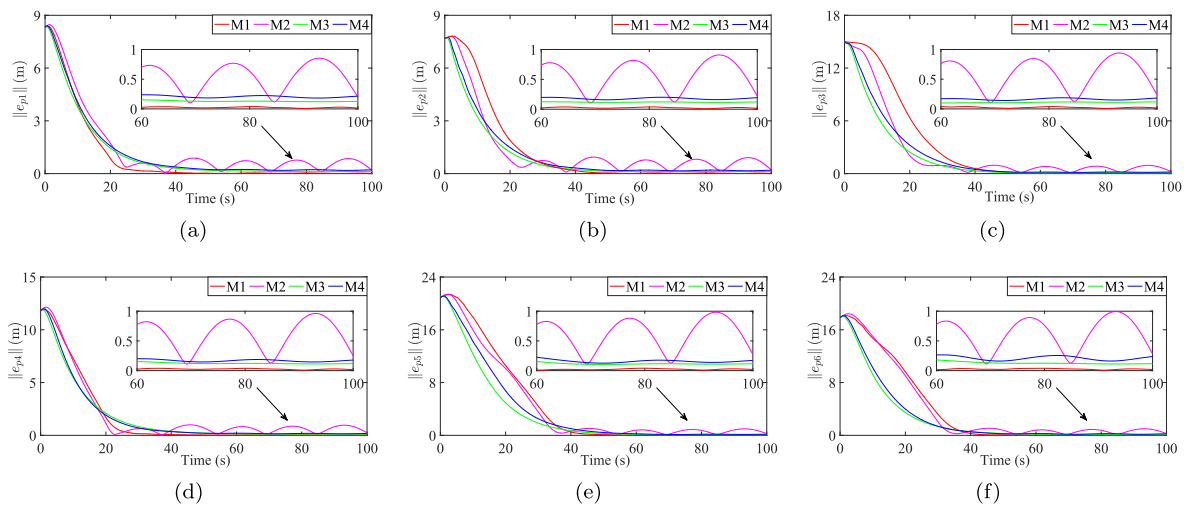 M1 M2 M3 M4
9
6
3
0
‖e_p1‖ (m)
1
0.5
0
60 80 100
0 20 40 60 80 100
Time (s)
(a)
M1 M2 M3 M4
9
6
3
0
‖e_p2‖ (m)
1
0.5
0
60 80 100
0 20 40 60 80 100
Time (s)
(b)
M1 M2 M3 M4
18
12
6
0
‖e_p3‖ (m)
1
0.5
0
60 80 100
0 20 40 60 80 100
Time (s)
(c)
M1 M2 M3 M4
15
10
5
0
‖e_p4‖ (m)
1
0.5
0
60 80 100
0 20 40 60 80 100
Time (s)
(d)
M1 M2 M3 M4
24
16
8
0
‖e_p5‖ (m)
1
0.5
0
60 80 100
0 20 40 60 80 100
Time (s)
(e)
M1 M2 M3 M4
24
16
8
0
‖e_p6‖ (m)
1
0.5
0
60 80 100
0 20 40 60 80 100
Time (s)
(f)